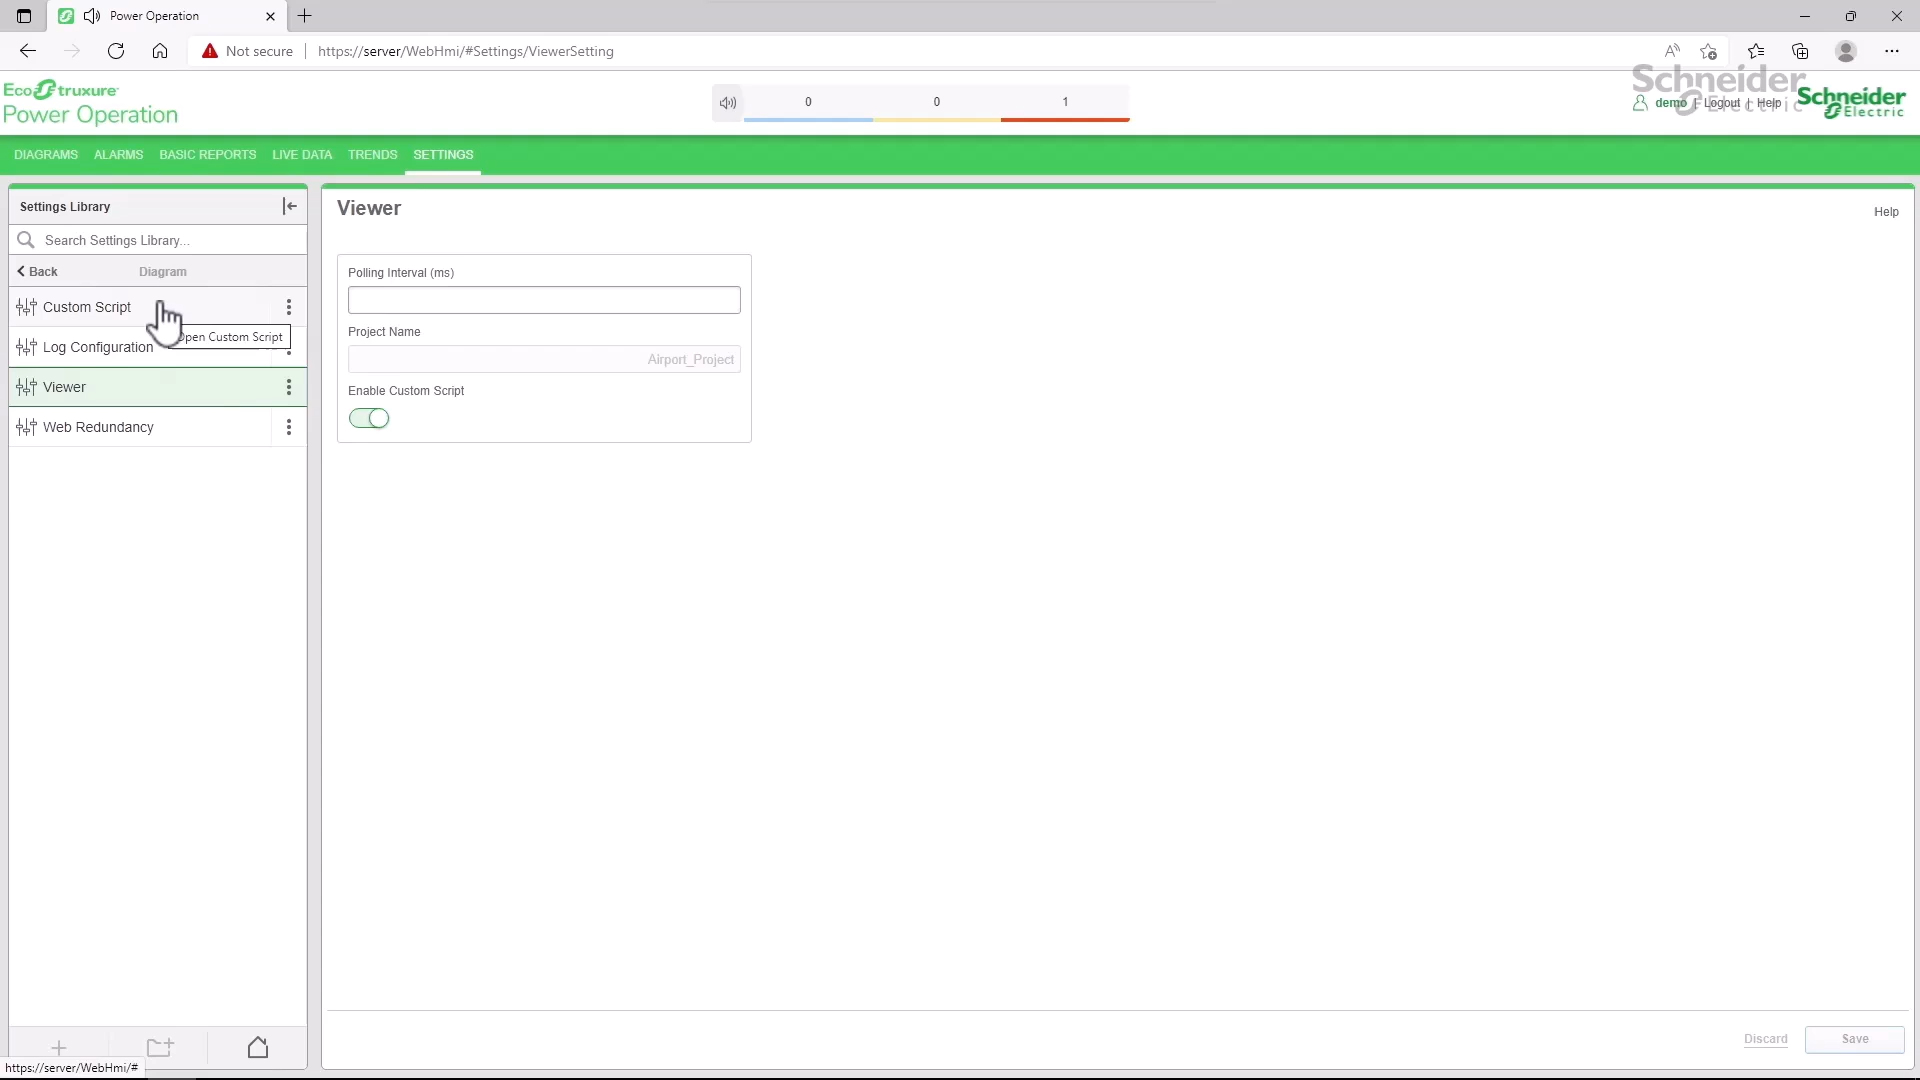 Power Operation
Not secure
https://server/WebHmi/#Settings/ViewerSetting
EcoStruxure
Power Operation
0 0 1
demo | Logout | Help
Schneider Electric
Schneider Electric
DIAGRAMS ALARMS BASIC REPORTS LIVE DATA TRENDS SETTINGS
Settings Library
Search Settings Library...
Back Diagram
Custom Script
Open Custom Script
Log Configuration
Viewer
Web Redundancy
Viewer
Help
Polling Interval (ms)
Project Name
Airport_Project
Enable Custom Script
Discard Save
https://server/WebHmi/#